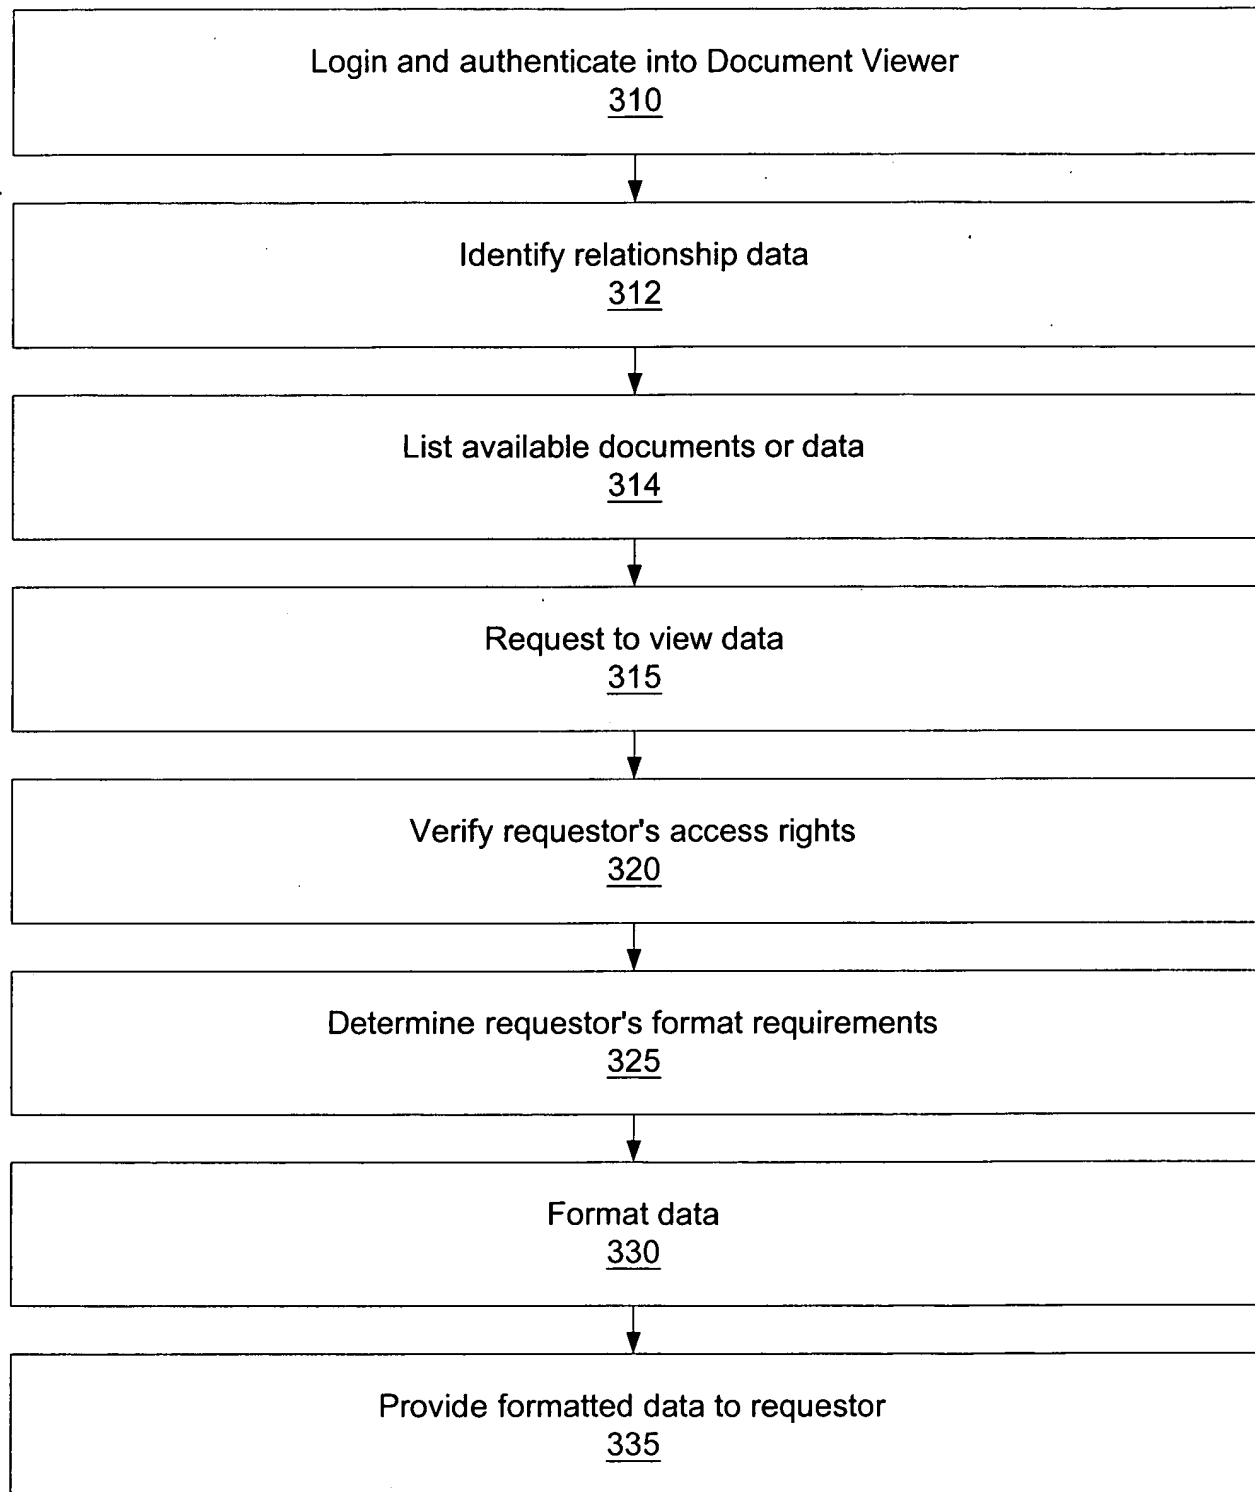 Login and authenticate into Document Viewer
310
Identify relationship data
312
List available documents or data
314
Request to view data
315
Verify requestor's access rights
320
Determine requestor's format requirements
325
Format data
330
Provide formatted data to requestor
335